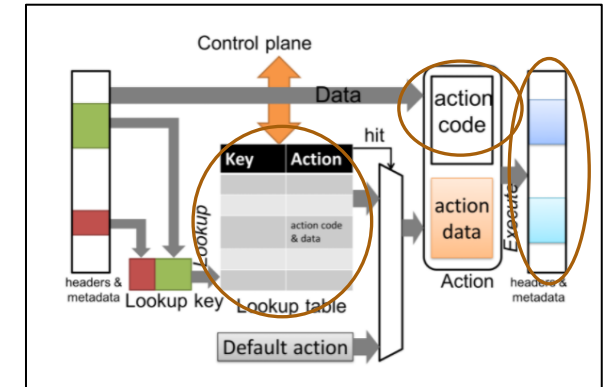 Control plane
Data
action
code
hit
Key Action
Lookup
action code
& data
action
data
Execute
Action
headers &
metadata
Lookup key
Lookup table
headers &
metadata
Default action